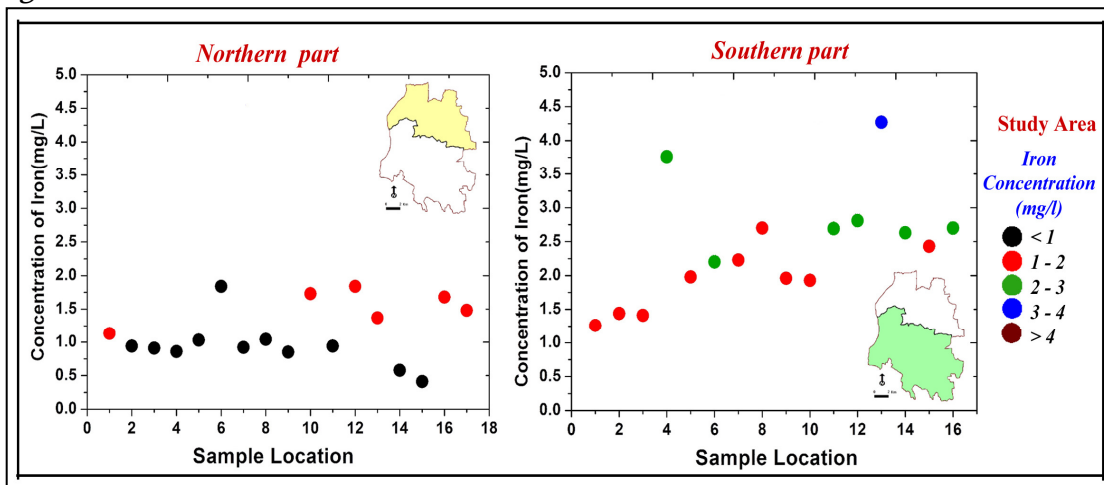 Northern part
5.0
4.5
4.0
3.5
3.0
2.5
2.0
1.5
1.0
0.5
0.0
Concentration of Iron(mg/L)
0 2 4 6 8 10 12 14 16 18
Sample Location
Southern part
5.0
4.5
4.0
3.5
3.0
2.5
2.0
1.5
1.0
0.5
0.0
Concentration of Iron(mg/L)
0 2 4 6 8 10 12 14 16
Sample Location
Study Area
Iron
Concentration
(mg/l)
< 1
1 - 2
2 - 3
3 - 4
> 4